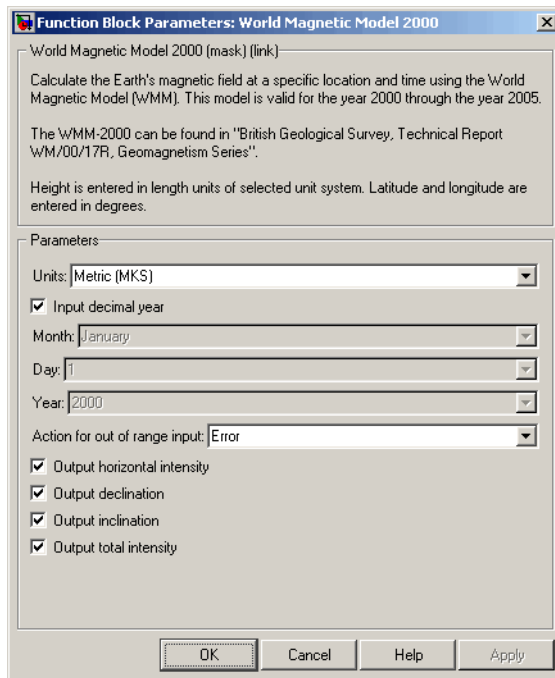 Function Block Parameters: World Magnetic Model 2000
World Magnetic Model 2000 (mask) (link)
Calculate the Earth's magnetic field at a specific location and time using the World
Magnetic Model (WMM). This model is valid for the year 2000 through the year 2005.
The WMM-2000 can be found in "British Geological Survey, Technical Report
WM/00/17R, Geomagnetism Series".
Height is entered in length units of selected unit system. Latitude and longitude are
entered in degrees.
Parameters
Units: Metric (MKS)
Input decimal year
Month: January
Day: 1
Year: 2000
Action for out of range input: Error
Output horizontal intensity
Output declination
Output inclination
Output total intensity
OK Cancel Help Apply